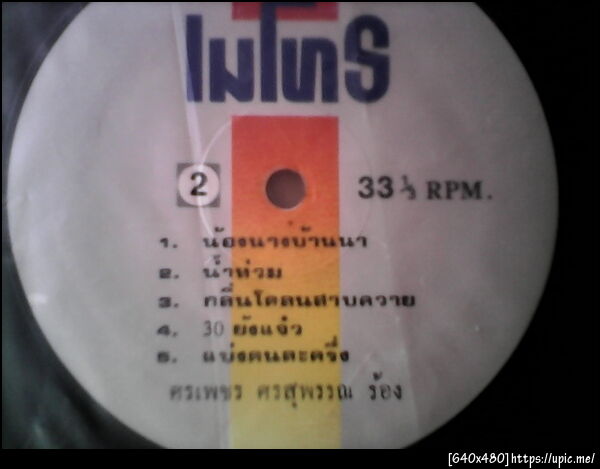 เมโทร
2 33 ⅓ RPM.
1. น้องนางบ้านนา
2. น้ำท่วม
3. กลิ่นโคลนสาบควาย
4. 30 ยังแจ๋ว
5. แบ่งคนละครึ่ง
ศรเพชร ศรสุพรรณ ร้อง
[640x480]https://upic.me/